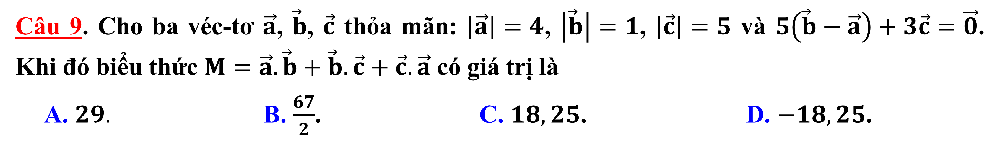 Câu 9. Cho ba véc-tơ $\vec{a}$, $\vec{b}$, $\vec{c}$ thỏa mãn: $|\vec{a}| = 4$, $|\vec{b}| = 1$, $|\vec{c}| = 5$ và $5(\vec{b} - \vec{a}) + 3\vec{c} = \vec{0}$.
Khi đó biểu thức $M = \vec{a}.\vec{b} + \vec{b}.\vec{c} + \vec{c}.\vec{a}$ có giá trị là
A. 29. B. $\frac{67}{2}$. C. 18,25. D. −18,25.